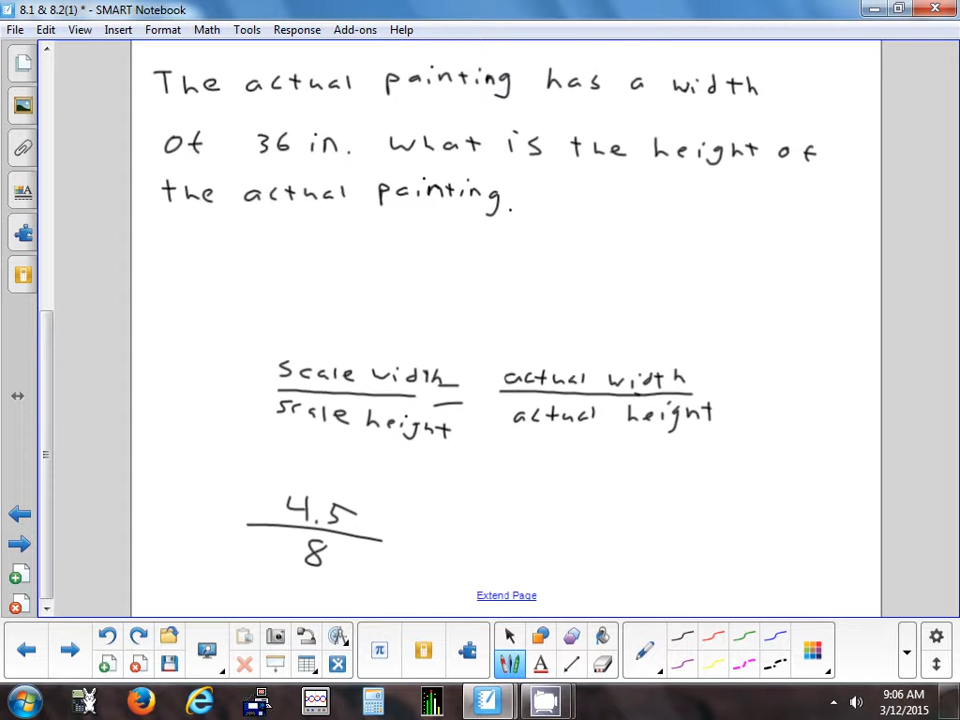 8.1 & 8.2(1) * - SMART Notebook
File Edit View Insert Format Math Tools Response Add-ons Help
The actual painting has a width
of 36 in. What is the height of
the actual painting.
scale width = actual width
scale height actual height
4.5
8
Extend Page
π
A
9:06 AM
3/12/2015